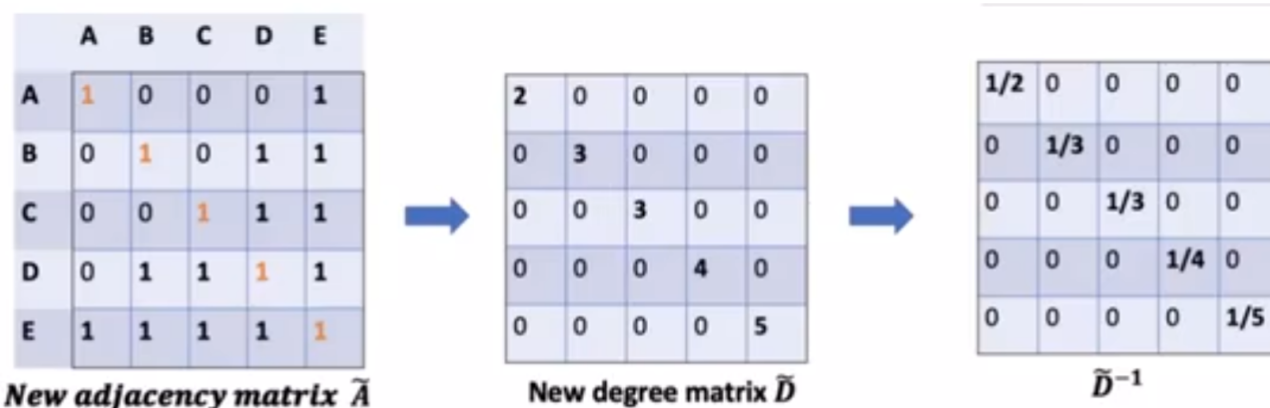 A B C D E
A 1 0 0 0 1
B 0 1 0 1 1
C 0 0 1 1 1
D 0 1 1 1 1
E 1 1 1 1 1
New adjacency matrix Ã
2 0 0 0 0
0 3 0 0 0
0 0 3 0 0
0 0 0 4 0
0 0 0 0 5
New degree matrix D̃
1/2 0 0 0 0
0 1/3 0 0 0
0 0 1/3 0 0
0 0 0 1/4 0
0 0 0 0 1/5
D̃⁻¹